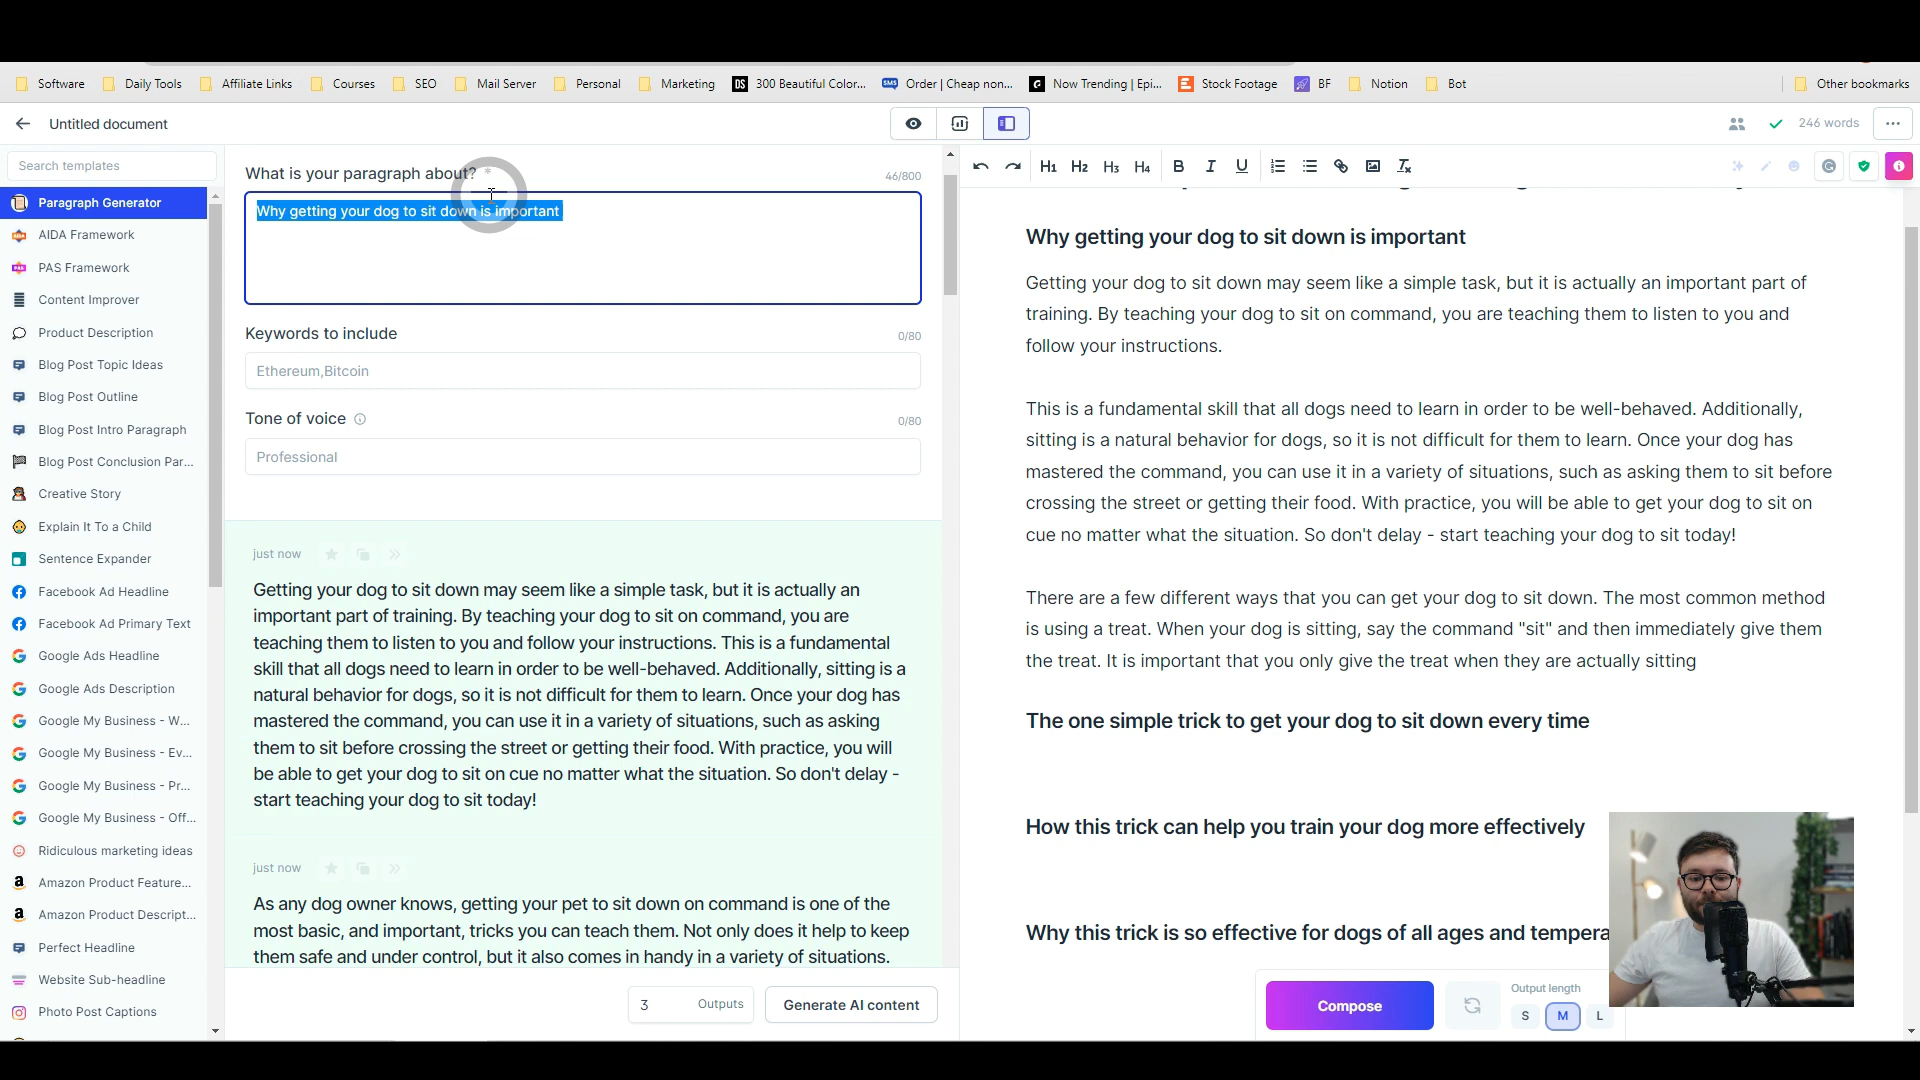 Software Daily Tools Affiliate Links Courses SEO Mail Server Personal Marketing DS 300 Beautiful Color... SMS Order | Cheap non... Now Trending | Epi... Stock Footage BF Notion Bot Other bookmarks
Untitled document
246 words
Search templates
Paragraph Generator
AIDA Framework
PAS Framework
Content Improver
Product Description
Blog Post Topic Ideas
Blog Post Outline
Blog Post Intro Paragraph
Blog Post Conclusion Par...
Creative Story
Explain It To a Child
Sentence Expander
Facebook Ad Headline
Facebook Ad Primary Text
Google Ads Headline
Google Ads Description
Google My Business - W...
Google My Business - Ev...
Google My Business - Pr...
Google My Business - Off...
Ridiculous marketing ideas
Amazon Product Feature...
Amazon Product Descript...
Perfect Headline
Website Sub-headline
Photo Post Captions
What is your paragraph about? *
46/800
Why getting your dog to sit down is important
Keywords to include
0/80
Ethereum,Bitcoin
Tone of voice
0/80
Professional
just now
Getting your dog to sit down may seem like a simple task, but it is actually an
important part of training. By teaching your dog to sit on command, you are
teaching them to listen to you and follow your instructions. This is a fundamental
skill that all dogs need to learn in order to be well-behaved. Additionally, sitting is a
natural behavior for dogs, so it is not difficult for them to learn. Once your dog has
mastered the command, you can use it in a variety of situations, such as asking
them to sit before crossing the street or getting their food. With practice, you will
be able to get your dog to sit on cue no matter what the situation. So don't delay -
start teaching your dog to sit today!
just now
As any dog owner knows, getting your pet to sit down on command is one of the
most basic, and important, tricks you can teach them. Not only does it help to keep
them safe and under control, but it also comes in handy in a variety of situations.
3 Outputs
Generate AI content
H1 H2 H3 H4 B I U
Why getting your dog to sit down is important
Getting your dog to sit down may seem like a simple task, but it is actually an important part of
training. By teaching your dog to sit on command, you are teaching them to listen to you and
follow your instructions.
This is a fundamental skill that all dogs need to learn in order to be well-behaved. Additionally,
sitting is a natural behavior for dogs, so it is not difficult for them to learn. Once your dog has
mastered the command, you can use it in a variety of situations, such as asking them to sit before
crossing the street or getting their food. With practice, you will be able to get your dog to sit on
cue no matter what the situation. So don't delay - start teaching your dog to sit today!
There are a few different ways that you can get your dog to sit down. The most common method
is using a treat. When your dog is sitting, say the command "sit" and then immediately give them
the treat. It is important that you only give the treat when they are actually sitting
The one simple trick to get your dog to sit down every time
How this trick can help you train your dog more effectively
Why this trick is so effective for dogs of all ages and tempera
Compose
Output length
S M L